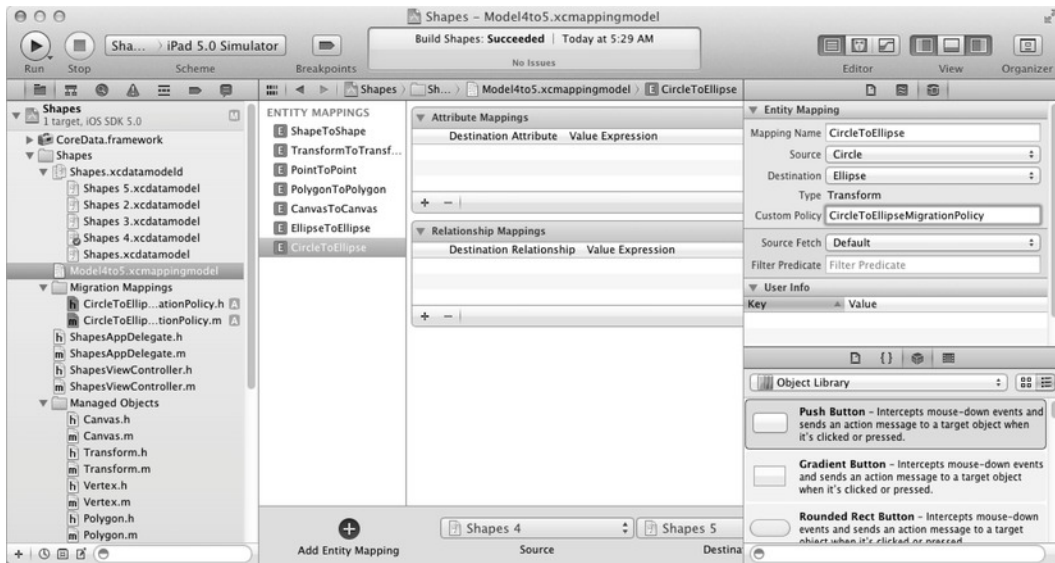 Shapes – Model4to5.xcmappingmodel
Run
Stop
Sha... › iPad 5.0 Simulator
Scheme
Breakpoints
Build Shapes: Succeeded | Today at 5:29 AM
No Issues
Editor
View
Organizer
Shapes
1 target, iOS SDK 5.0
M
CoreData.framework
Shapes
Shapes.xcdatamodeld
Shapes 5.xcdatamodel
Shapes 2.xcdatamodel
Shapes 3.xcdatamodel
Shapes 4.xcdatamodel
Shapes.xcdatamodel
Model4to5.xcmappingmodel
Migration Mappings
h CircleToEllip...ationPolicy.h A
m CircleToEllip...tionPolicy.m A
h ShapesAppDelegate.h
m ShapesAppDelegate.m
h ShapesViewController.h
m ShapesViewController.m
Managed Objects
h Canvas.h
m Canvas.m
h Transform.h
m Transform.m
h Vertex.h
m Vertex.m
h Polygon.h
m Polygon.m
Shapes › Sh... › Model4to5.xcmappingmodel › E CircleToEllipse
ENTITY MAPPINGS
E ShapeToShape
E TransformToTransf...
E PointToPoint
E PolygonToPolygon
E CanvasToCanvas
E EllipseToEllipse
E CircleToEllipse
Attribute Mappings
Destination Attribute Value Expression
+ –
Relationship Mappings
Destination Relationship Value Expression
+ –
Add Entity Mapping
Shapes 4
Source
Shapes 5
Destina
Entity Mapping
Mapping Name CircleToEllipse
Source Circle
Destination Ellipse
Type Transform
Custom Policy CircleToEllipseMigrationPolicy
Source Fetch Default
Filter Predicate Filter Predicate
User Info
Key Value
{ }
Object Library
Push Button – Intercepts mouse-down events and
sends an action message to a target object when
it's clicked or pressed.
Gradient Button – Intercepts mouse-down events
and sends an action message to a target object
when it's clicked or pressed.
Rounded Rect Button – Intercepts mouse-down
events and sends an action message to a target
object when it's clicked or pressed.